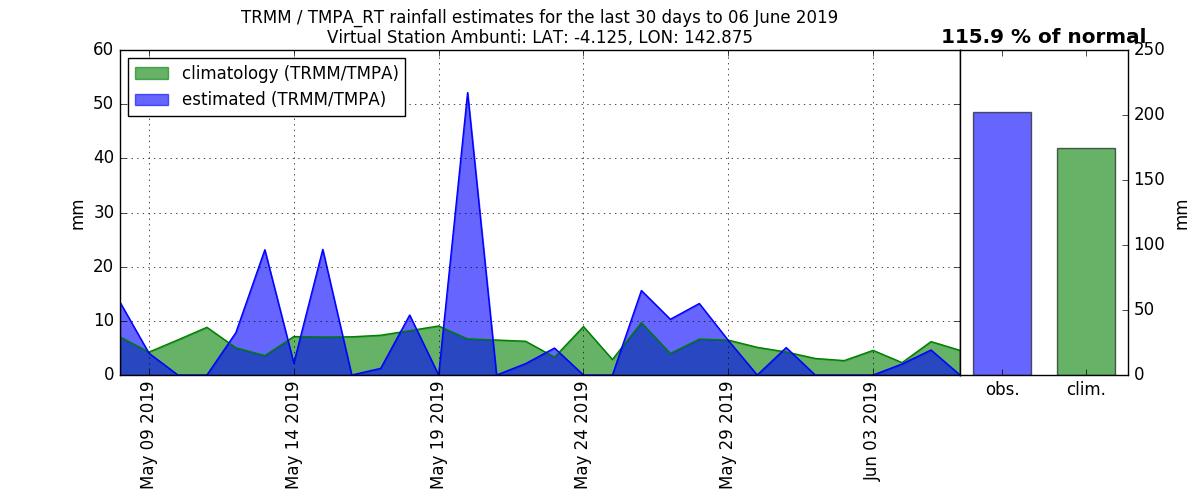 TRMM / TMPA_RT rainfall estimates for the last 30 days to 06 June 2019
Virtual Station Ambunti: LAT: -4.125, LON: 142.875
115.9 % of normal
climatology (TRMM/TMPA)
estimated (TRMM/TMPA)
60
50
40
30
20
10
0
mm
May 09 2019
May 14 2019
May 19 2019
May 24 2019
May 29 2019
Jun 03 2019
obs.
clim.
250
200
150
100
50
0
mm